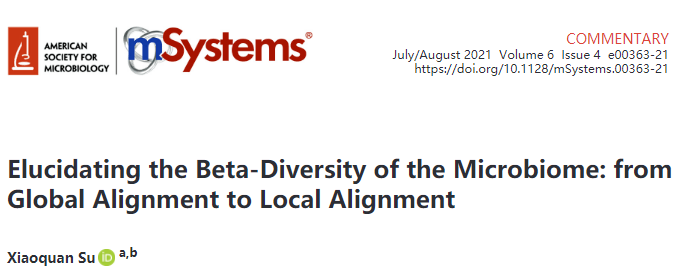 AMERICAN
SOCIETY FOR
MICROBIOLOGY
mSystems®
COMMENTARY
July/August 2021 Volume 6 Issue 4 e00363-21
https://doi.org/10.1128/mSystems.00363-21
Elucidating the Beta-Diversity of the Microbiome: from
Global Alignment to Local Alignment
Xiaoquan Su iD a,b